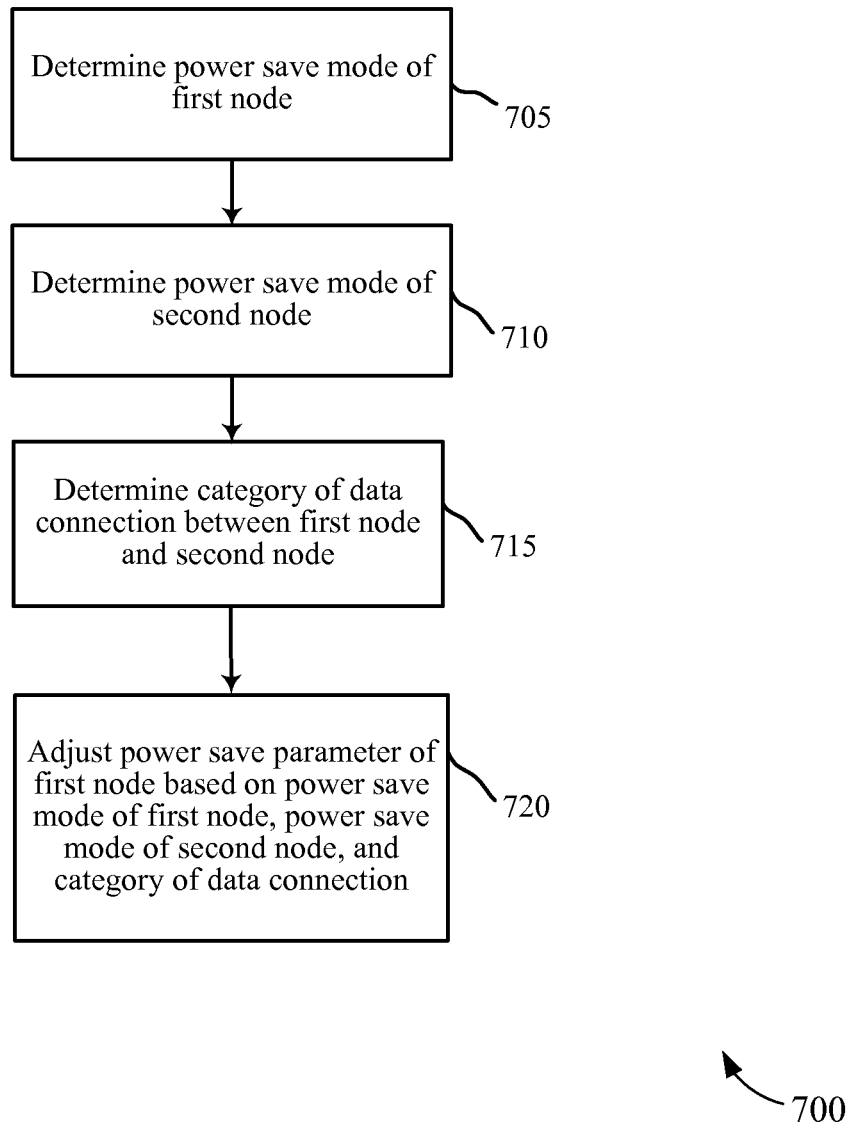 Determine power save mode of
first node
705
Determine power save mode of
second node
710
Determine category of data
connection between first node
and second node
715
Adjust power save parameter of
first node based on power save
mode of first node, power save
mode of second node, and
category of data connection
720
700